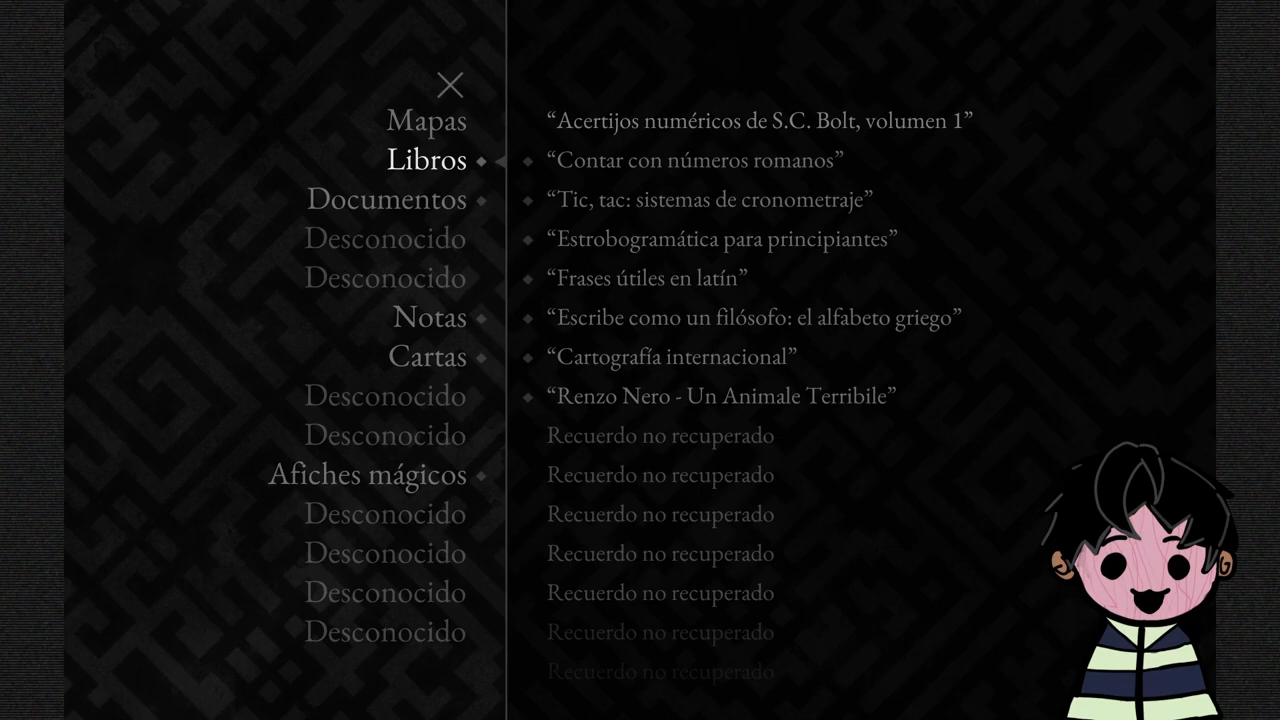 Mapas
Libros
Documentos
Desconocido
Desconocido
Notas
Cartas
Desconocido
Desconocido
Afiches mágicos
Desconocido
Desconocido
Desconocido
Desconocido
“Acertijos numéricos de S.C. Bolt, volumen 1”
“Contar con números romanos”
“Tic, tac: sistemas de cronometraje”
“Estrobogramática para principiantes”
“Frases útiles en latín”
“Escribe como un filósofo: el alfabeto griego”
“Cartografía internacional”
“Renzo Nero - Un Animale Terribile”
Recuerdo no recuperado
Recuerdo no recuperado
Recuerdo no recuperado
Recuerdo no recuperado
Recuerdo no recuperado
Recuerdo no recuperado
Recuerdo no recuperado